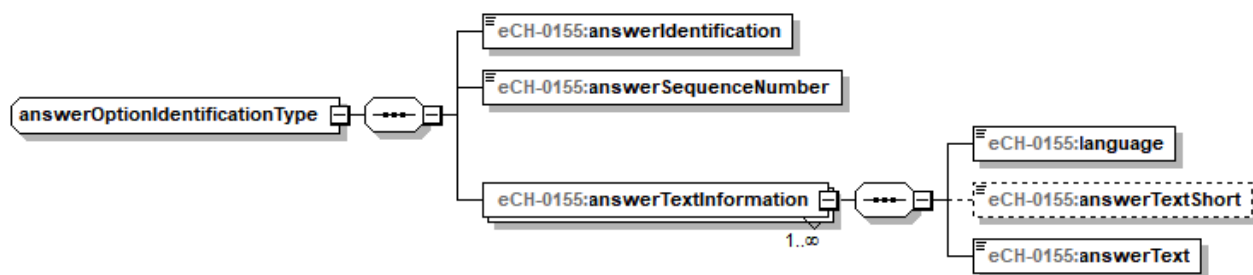 eCH-0155:answerIdentification
eCH-0155:answerSequenceNumber
answerOptionIdentificationType
eCH-0155:language
eCH-0155:answerTextInformation
eCH-0155:answerTextShort
1..∞
eCH-0155:answerText